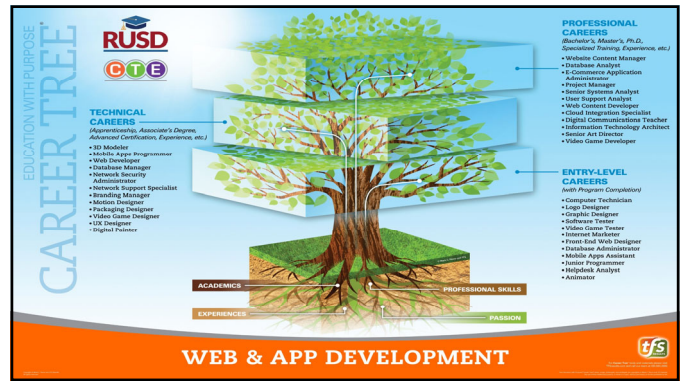 EDUCATION WITH PURPOSE
CAREER TREE
RUSD
CTE
TECHNICAL
CAREERS
(Apprenticeship, Associate's Degree,
Advanced Certification, Experience, etc.)
• 3D Modeler
• Mobile Apps Programmer
• Web Developer
• Database Manager
• Network Security
Administrator
• Network Support Specialist
• Branding Manager
• Motion Designer
• Packaging Designer
• Video Game Designer
• UX Designer
• Digital Painter
PROFESSIONAL
CAREERS
(Bachelor's, Master's, Ph.D.,
Specialized Training, Experience, etc.)
• Website Content Manager
• Database Analyst
• E-Commerce Application
Administrator
• Project Manager
• Senior Systems Analyst
• User Support Analyst
• Web Content Developer
• Cloud Integration Specialist
• Digital Communications Teacher
• Information Technology Architect
• Senior Art Director
• Video Game Developer
ENTRY-LEVEL
CAREERS
(with Program Completion)
• Computer Technician
• Logo Designer
• Graphic Designer
• Software Tester
• Video Game Tester
• Internet Marketer
• Front-End Web Designer
• Database Administrator
• Mobile Apps Assistant
• Junior Programmer
• Helpdesk Analyst
• Animator
ACADEMICS
PROFESSIONAL SKILLS
EXPERIENCES
PASSION
WEB & APP DEVELOPMENT
tfs